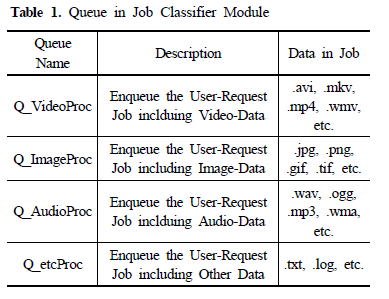 Table 1. Queue in Job Classifier Module
Queue
Name
Description
Data in Job
Q_VideoProc
Enqueue the User-Request
Job inclduing Video-Data
.avi, .mkv,
.mp4, .wmv,
etc.
Q_ImageProc
Enqueue the User-Request
Job including Image-Data
.jpg, .png,
.gif, .tif, etc.
Q_AudioProc
Enqueue the User-Request
Job inclduing Audio-Data
.wav, .ogg,
.mp3, .wma,
etc.
Q_etcProc
Enqueue the User-Request
Job including Other Data
.txt, .log, etc.